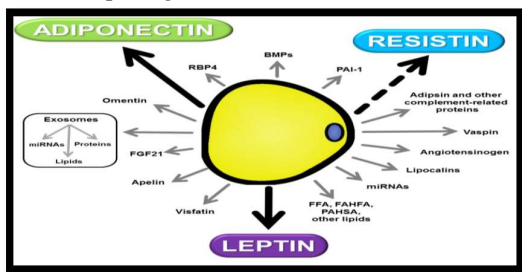 ADIPONECTIN
RESISTIN
BMPs
RBP4
PAI-1
Omentin
Adipsin and other
complement-related
proteins
Exosomes
miRNAs
Proteins
Lipids
Vaspin
FGF21
Angiotensinogen
Apelin
Lipocalins
miRNAs
Visfatin
FFA, FAHFA,
PAHSA,
other lipids
LEPTIN